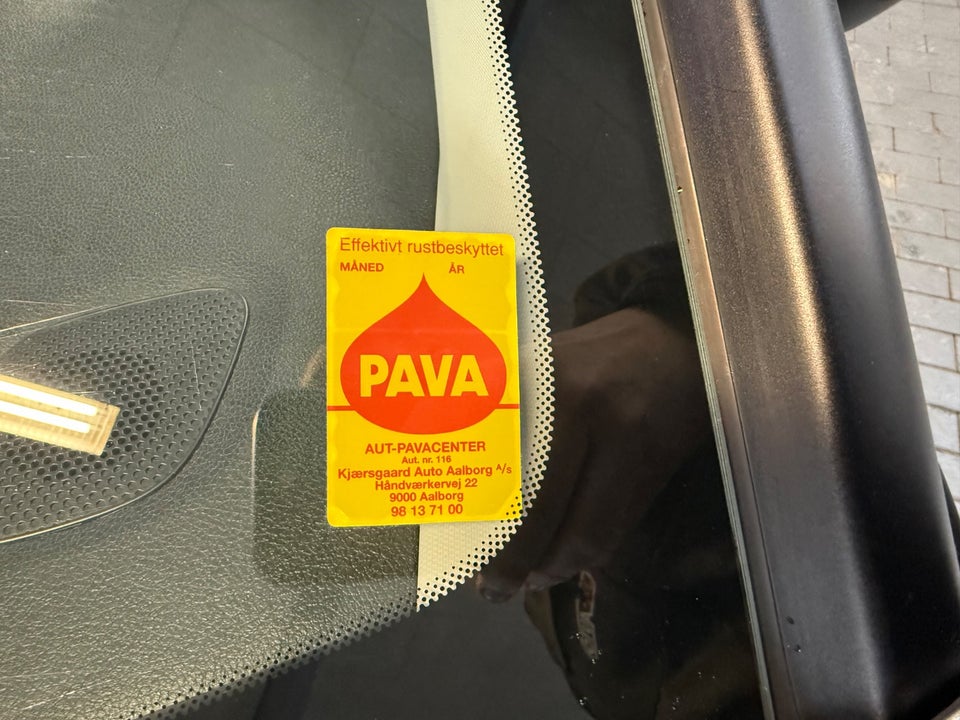 Effektivt rustbeskyttet
MÅNED ÅR
PAVA
AUT-PAVACENTER
Aut. nr. 116
Kjærsgaard Auto Aalborg A/s
Håndværkervej 22
9000 Aalborg
98 13 71 00